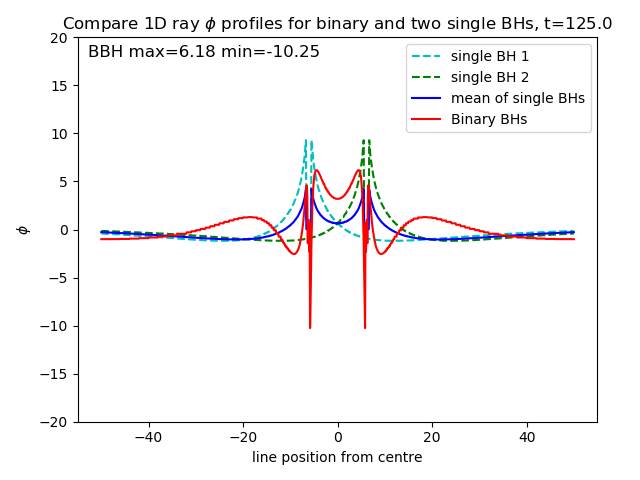 Compare 1D ray ϕ profiles for binary and two single BHs, t=125.0
BBH max=6.18 min=-10.25
single BH 1
single BH 2
mean of single BHs
Binary BHs
20
15
10
5
0
−5
−10
−15
−20
ϕ
−40
−20
0
20
40
line position from centre